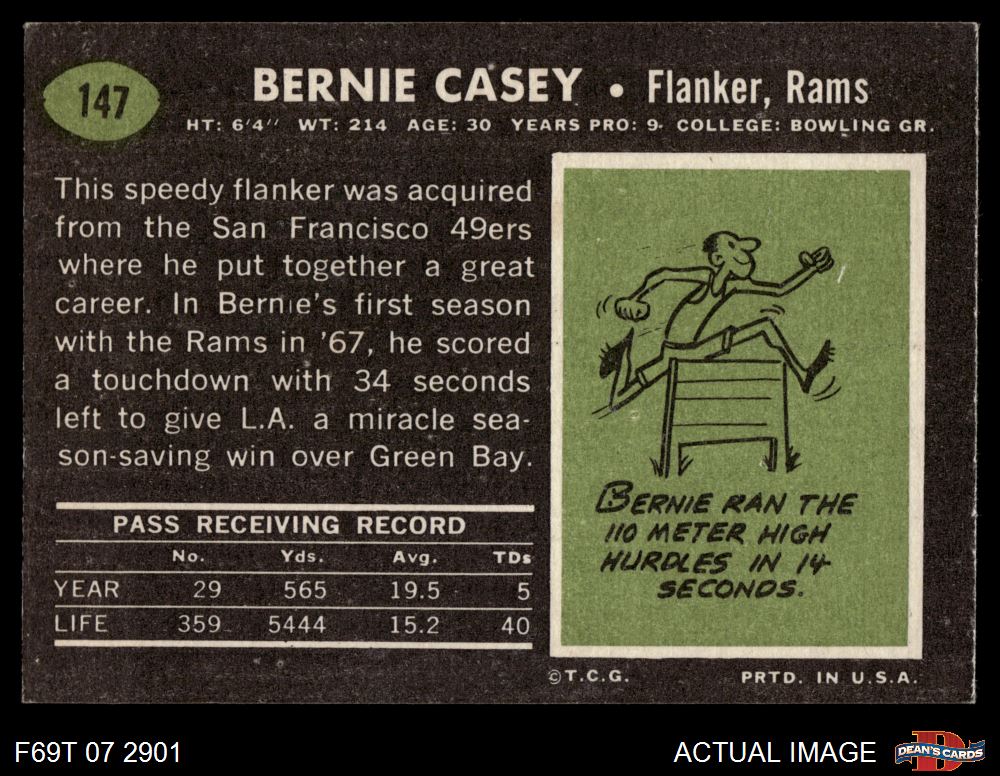 147
BERNIE CASEY • Flanker, Rams
HT: 6'4" WT: 214 AGE: 30 YEARS PRO: 9 COLLEGE: BOWLING GR.
This speedy flanker was acquired
from the San Francisco 49ers
where he put together a great
career. In Bernie's first season
with the Rams in '67, he scored
a touchdown with 34 seconds
left to give L.A. a miracle sea-
son-saving win over Green Bay.
PASS RECEIVING RECORD
No. Yds. Avg. TDs
YEAR 29 565 19.5 5
LIFE 359 5444 15.2 40
BERNIE RAN THE
110 METER HIGH
HURDLES IN 14
SECONDS.
©T.C.G. PRTD. IN U.S.A.
F69T 07 2901
ACTUAL IMAGE
DEAN'S CARDS